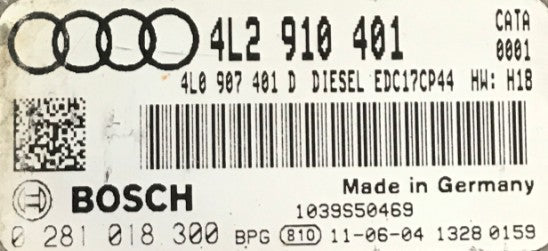 4L2 910 401 CATA 0001
4L0 907 401 D DIESEL EDC17CP44 HW: H18
BOSCH
Made in Germany
1039S50469
0 281 018 300 BPG 810 11-06-04 1328 0159